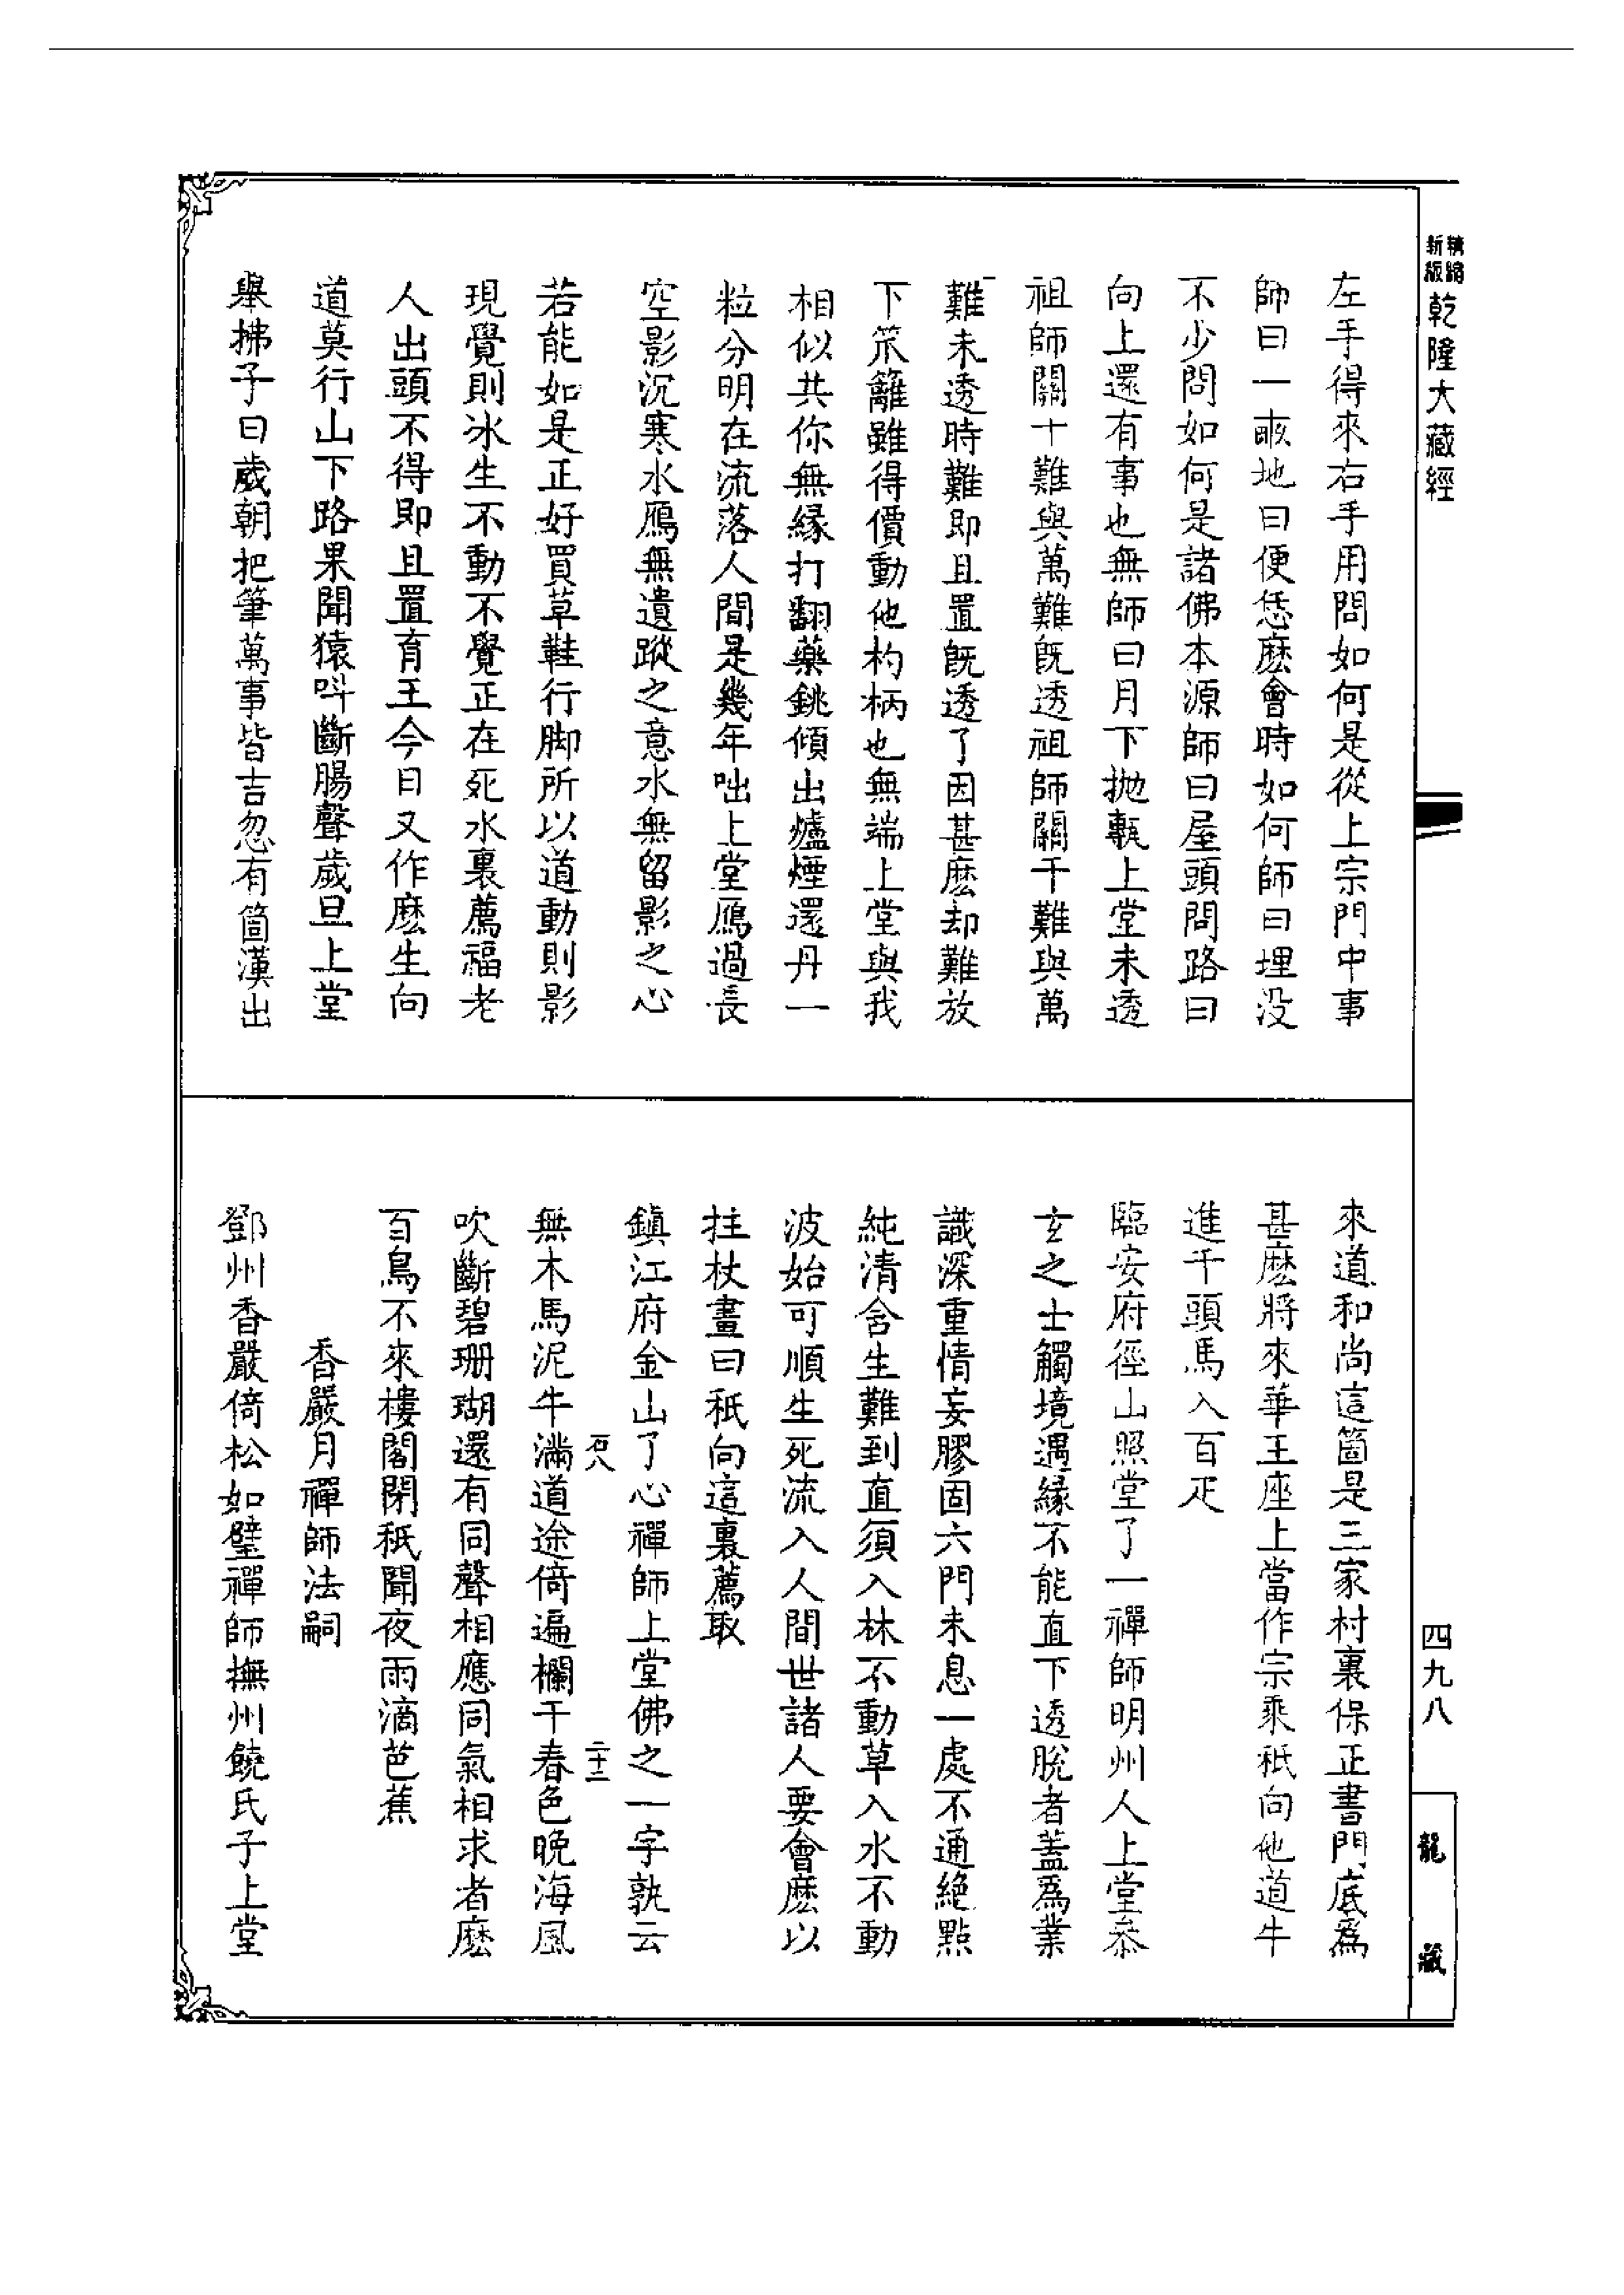 精縮新版
乾隆大藏經
左手得來右手用問如何是從上宗門中事
師曰一畝地曰便恁麽會時如何師曰埋没
不少問如何是諸佛本源師曰屋頭問路曰
向上還有事也無師曰月下抛甎上堂未透
祖師關十難與萬難既透祖師關千難與萬
難未透時難即且置既透了因甚麽却難放
下笊籬雖得價動他杓柄也無端上堂與我
相似共你無緣打翻藥銚傾出爐煙還丹一
粒分明在流落人間是幾年咄上堂鴈過長
空影沉寒水鴈無遺蹤之意水無留影之心
若能如是正好買草鞋行脚所以道動則影
現覺則冰生不動不覺正在死水裏薦福老
人出頭不得即且置育王今日又作麽生向
道莫行山下路果聞猿呌斷腸聲歲旦上堂
舉拂子曰歲朝把筆萬事皆吉忽有箇漢出
來道和尚這箇是三家村裏保正書門底爲
甚麽將來華王座上當作宗乘秖向他道牛
進千頭馬入百疋
臨安府徑山照堂了一禪師明州人上堂叅
玄之士觸境遇緣不能直下透脫者蓋爲業
識深重情妄膠固六門未息一處不通絶點
純清含生難到直須入林不動草入水不動
波始可順生死流入人間世諸人要會麽以
拄杖畫曰秖向這裏薦取
鎮江府金山了心禪師上堂佛之一字孰云
石八
二十二
無木馬泥牛滿道途倚遍欄干春色晚海風
吹斷碧珊瑚還有同聲相應同氣相求者麽
百鳥不來樓閣閉秖聞夜雨滴芭蕉
香嚴月禪師法嗣
鄧州香嚴倚松如璧禪師撫州饒氏子上堂
四九八
龍藏